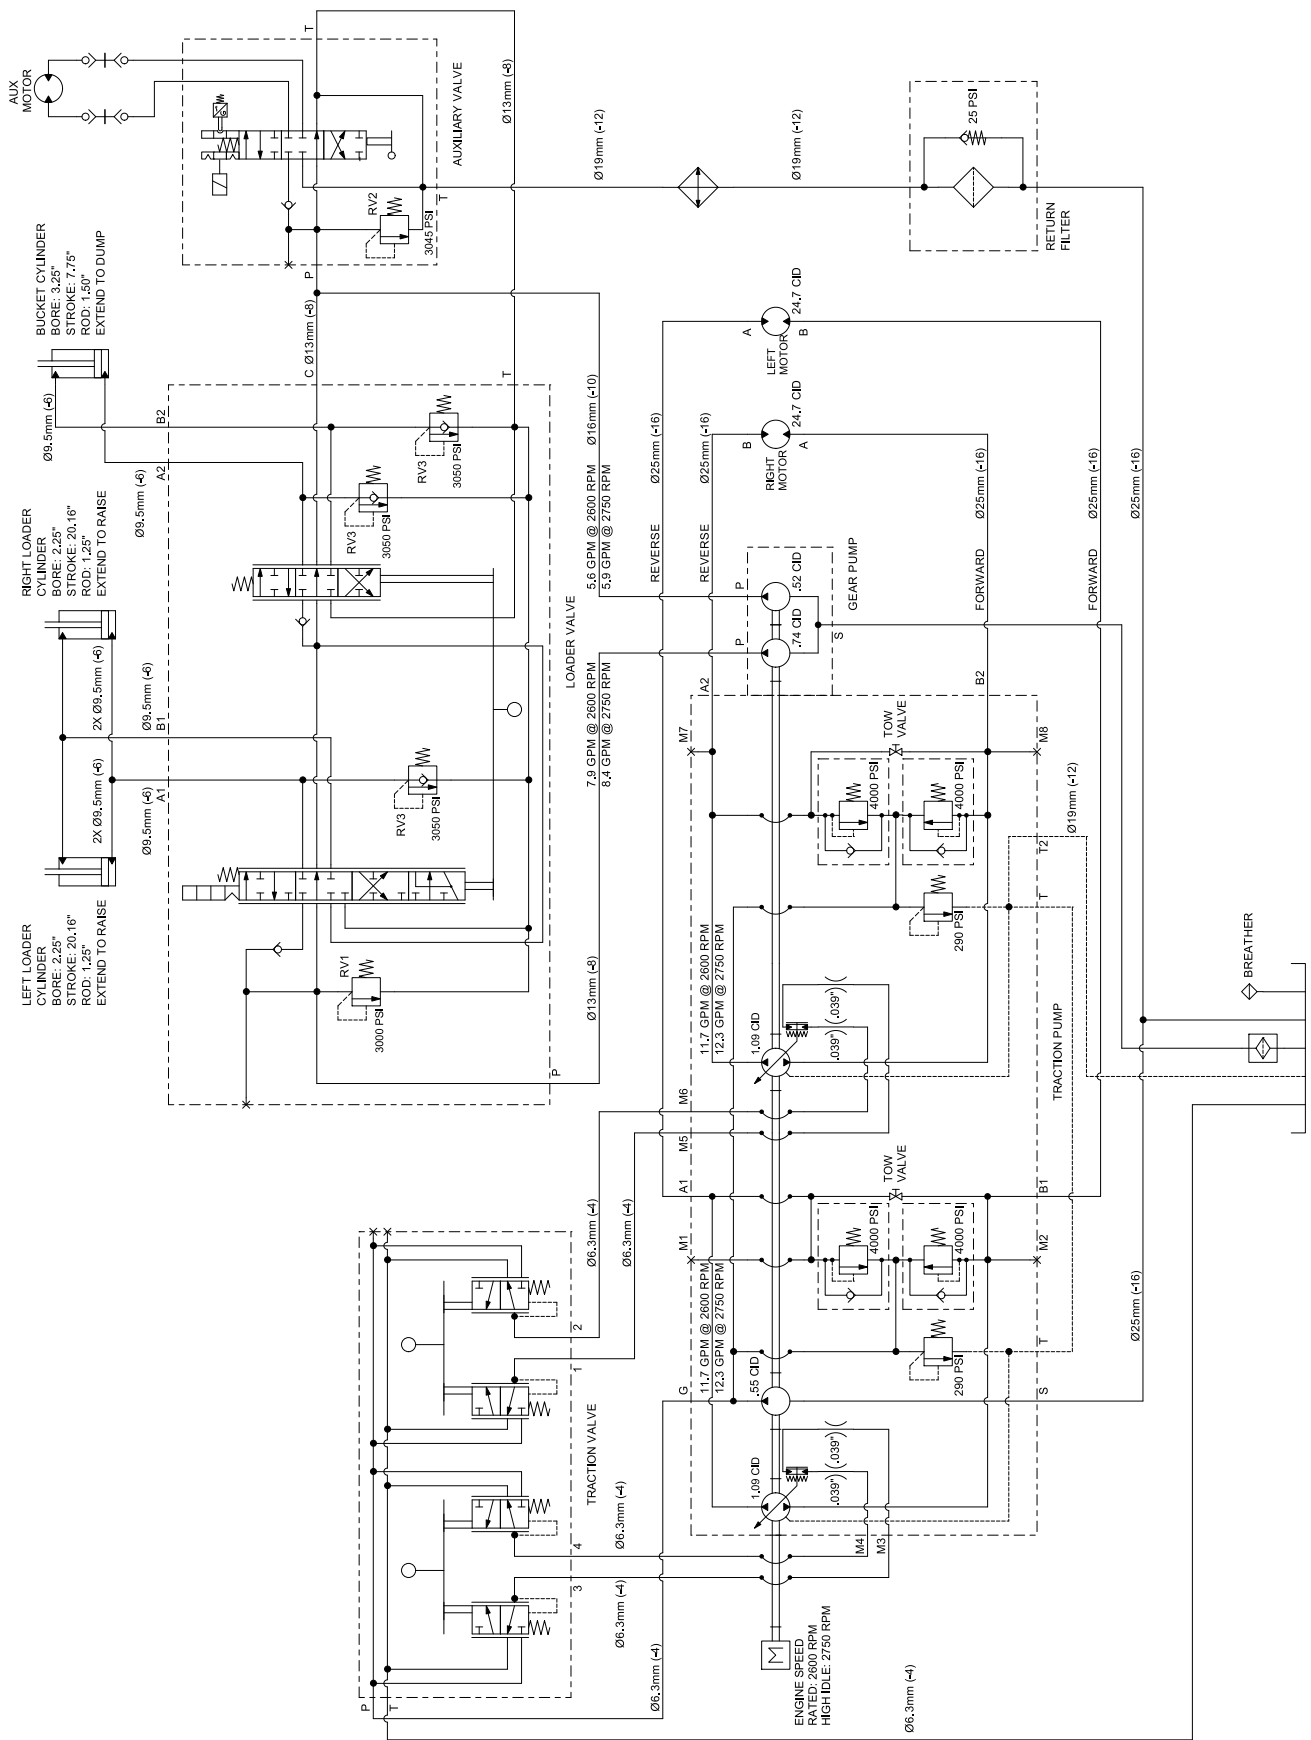 AUX
MOTOR
T
Ø13mm (-8)
AUXILIARY VALVE
RV2
3045 PSI
T
P
Ø19mm (-12)
Ø19mm (-12)
25 PSI
RETURN
FILTER
BUCKET CYLINDER
BORE: 3.25"
STROKE: 7.75"
ROD: 1.50"
EXTEND TO DUMP
Ø9.5mm (-6)
C
Ø13mm (-8)
T
B2
A2
Ø9.5mm (-6)
RV3
3050 PSI
RV3
3050 PSI
Ø16mm (-10)
5.6 GPM @ 2600 RPM
5.9 GPM @ 2750 RPM
RIGHT LOADER
CYLINDER
BORE: 2.25"
STROKE: 20.16"
ROD: 1.25"
EXTEND TO RAISE
2X Ø9.5mm (-6)
2X Ø9.5mm (-6)
Ø9.5mm (-6)
B1
Ø9.5mm (-6)
A1
LOADER VALVE
RV3
3050 PSI
7.9 GPM @ 2600 RPM
8.4 GPM @ 2750 RPM
LEFT LOADER
CYLINDER
BORE: 2.25"
STROKE: 20.16"
ROD: 1.25"
EXTEND TO RAISE
RV1
3000 PSI
P
Ø13mm (-8)
A
LEFT
MOTOR
B
24.7 CID
B
RIGHT
MOTOR
A
24.7 CID
Ø25mm (-16)
Ø25mm (-16)
REVERSE
REVERSE
Ø25mm (-16)
Ø25mm (-16)
Ø25mm (-16)
FORWARD
FORWARD
P
P
.52 CID
.74 CID
S
GEAR PUMP
A2
B2
M7
M8
TOW
VALVE
4000 PSI
4000 PSI
T2
Ø19mm (-12)
T
290 PSI
11.7 GPM @ 2600 RPM
12.3 GPM @ 2750 RPM
1.09 CID
.039"
.039"
M6
M5
TRACTION PUMP
BREATHER
A1
B1
M1
M2
TOW
VALVE
4000 PSI
4000 PSI
T
290 PSI
11.7 GPM @ 2600 RPM
12.3 GPM @ 2750 RPM
G
.55 CID
S
Ø25mm (-16)
1.09 CID
.039"
.039"
M4
M3
Ø6.3mm (-4)
Ø6.3mm (-4)
2
1
TRACTION VALVE
4
3
Ø6.3mm (-4)
Ø6.3mm (-4)
Ø6.3mm (-4)
P
T
M
ENGINE SPEED
RATED: 2600 RPM
HIGH IDLE: 2750 RPM
Ø6.3mm (-4)